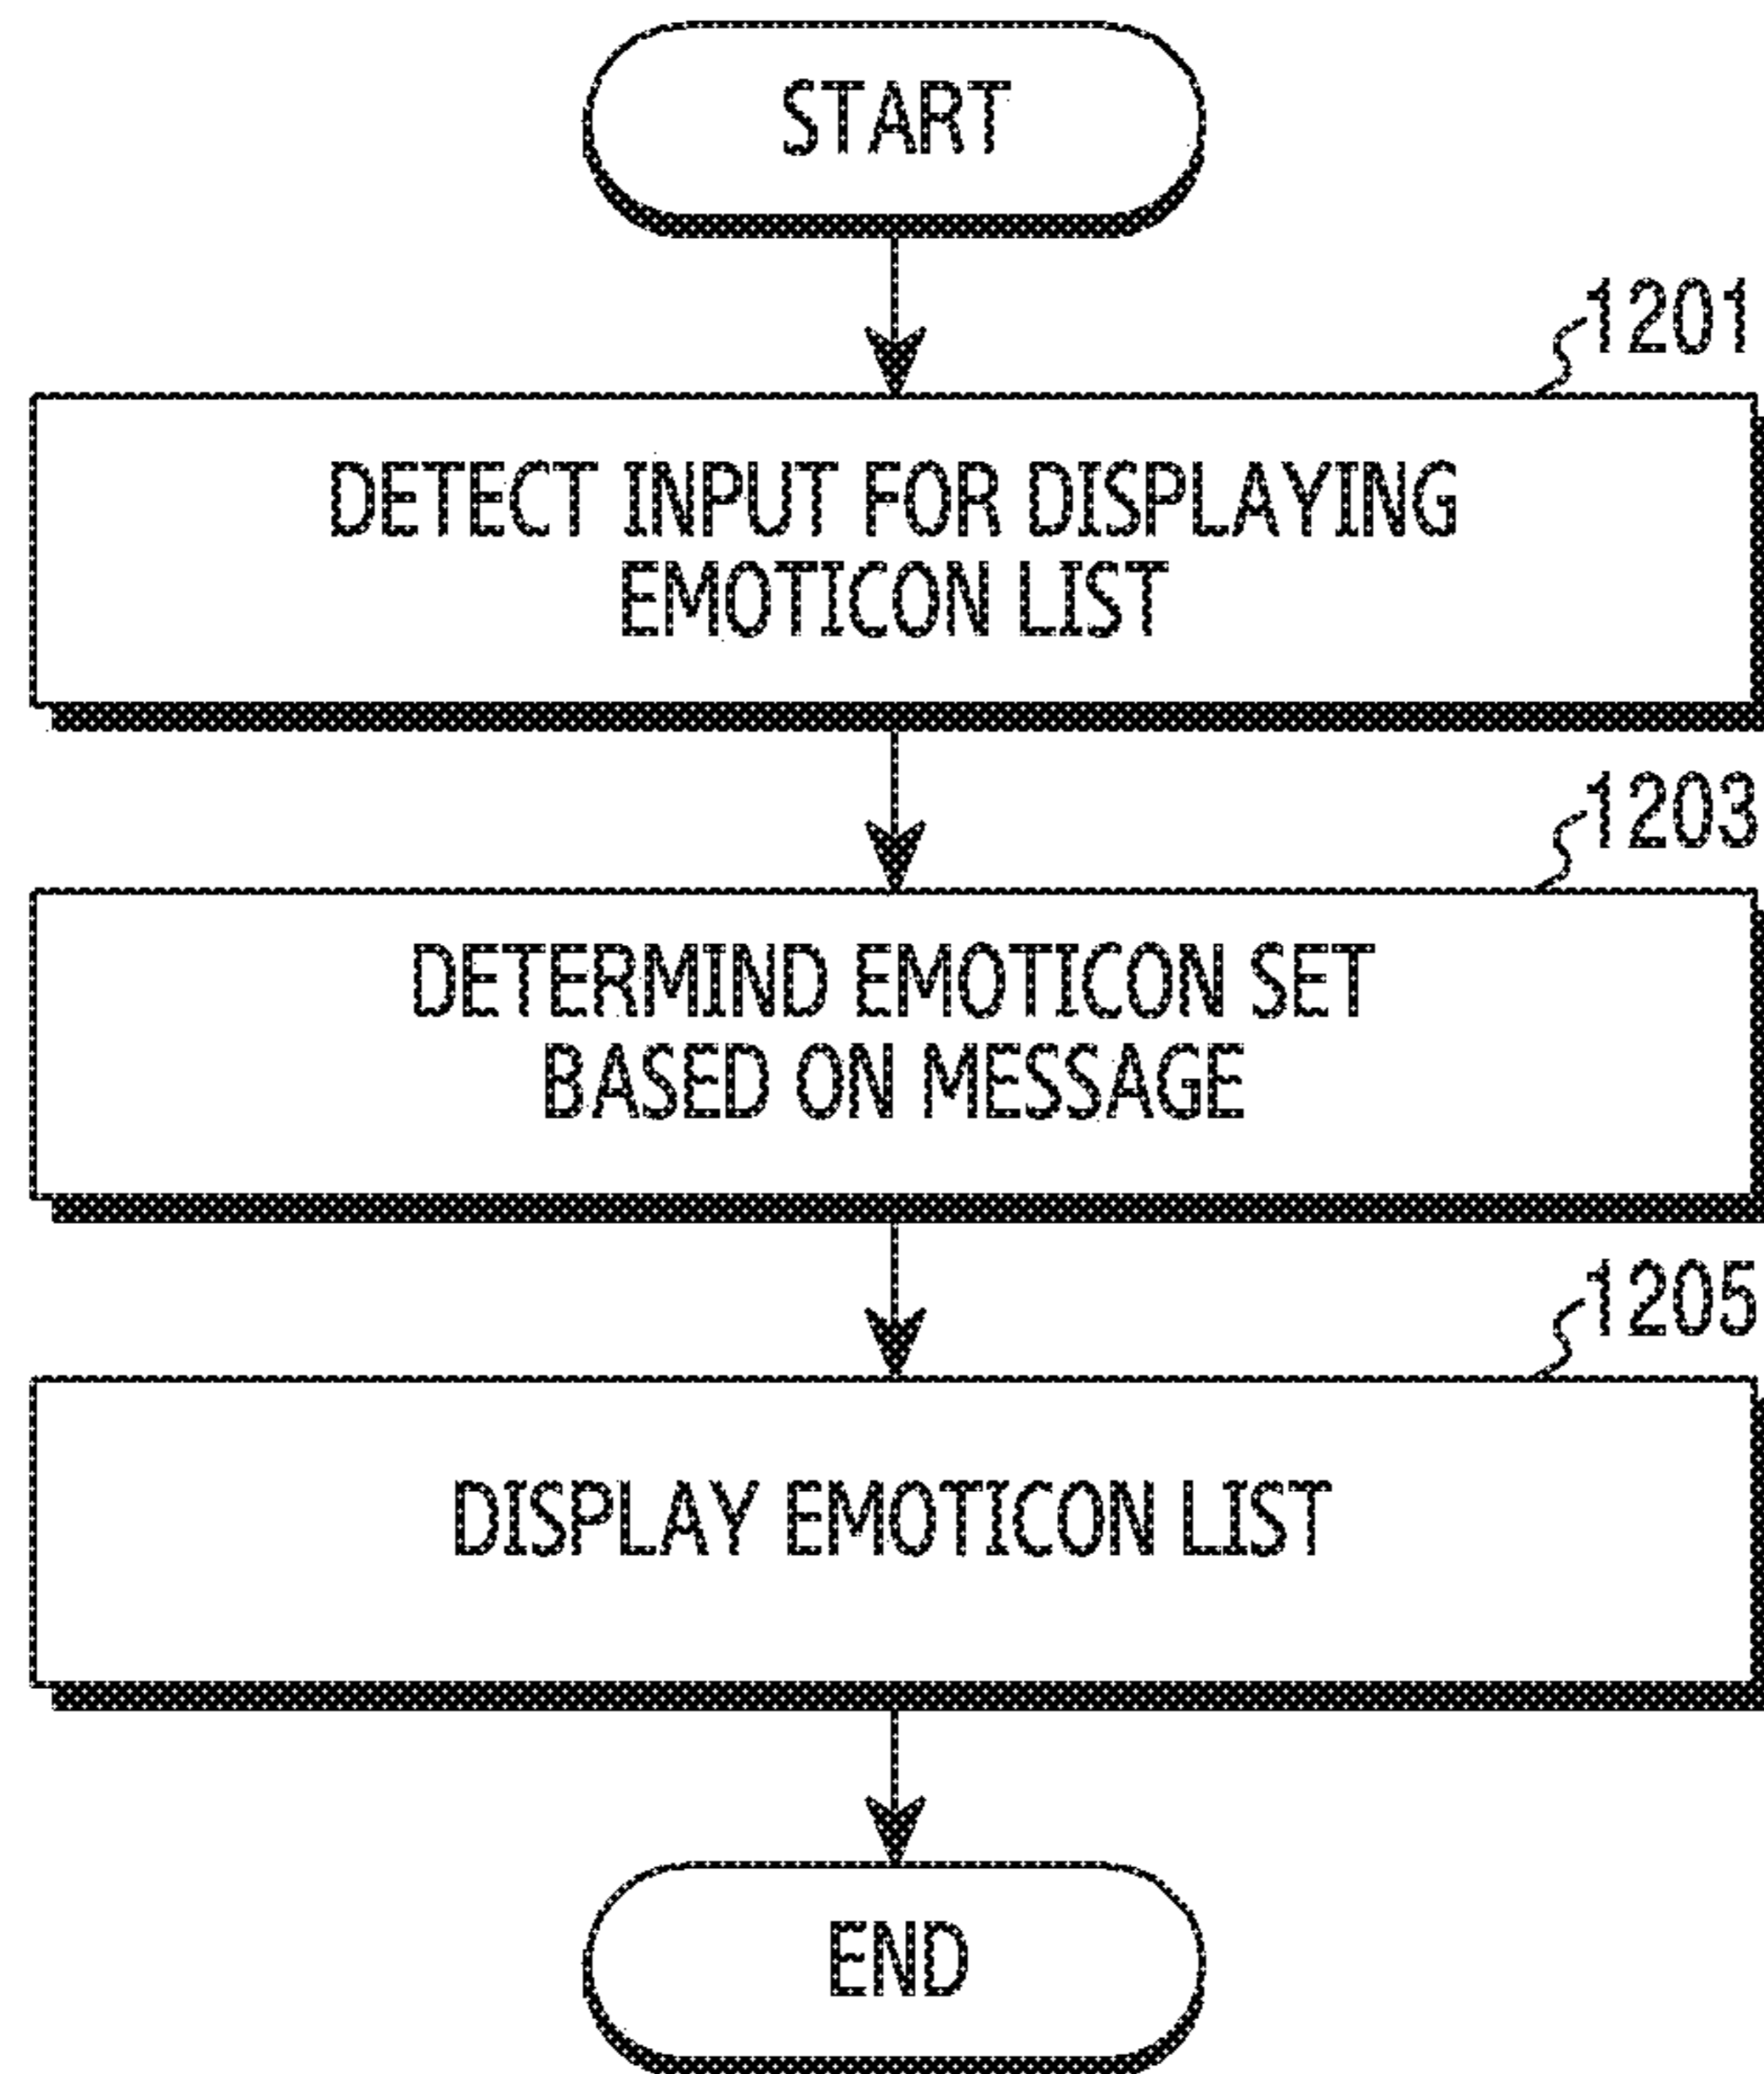 START
1201
DETECT INPUT FOR DISPLAYING
EMOTICON LIST
1203
DETERMIND EMOTICON SET
BASED ON MESSAGE
1205
DISPLAY EMOTICON LIST
END